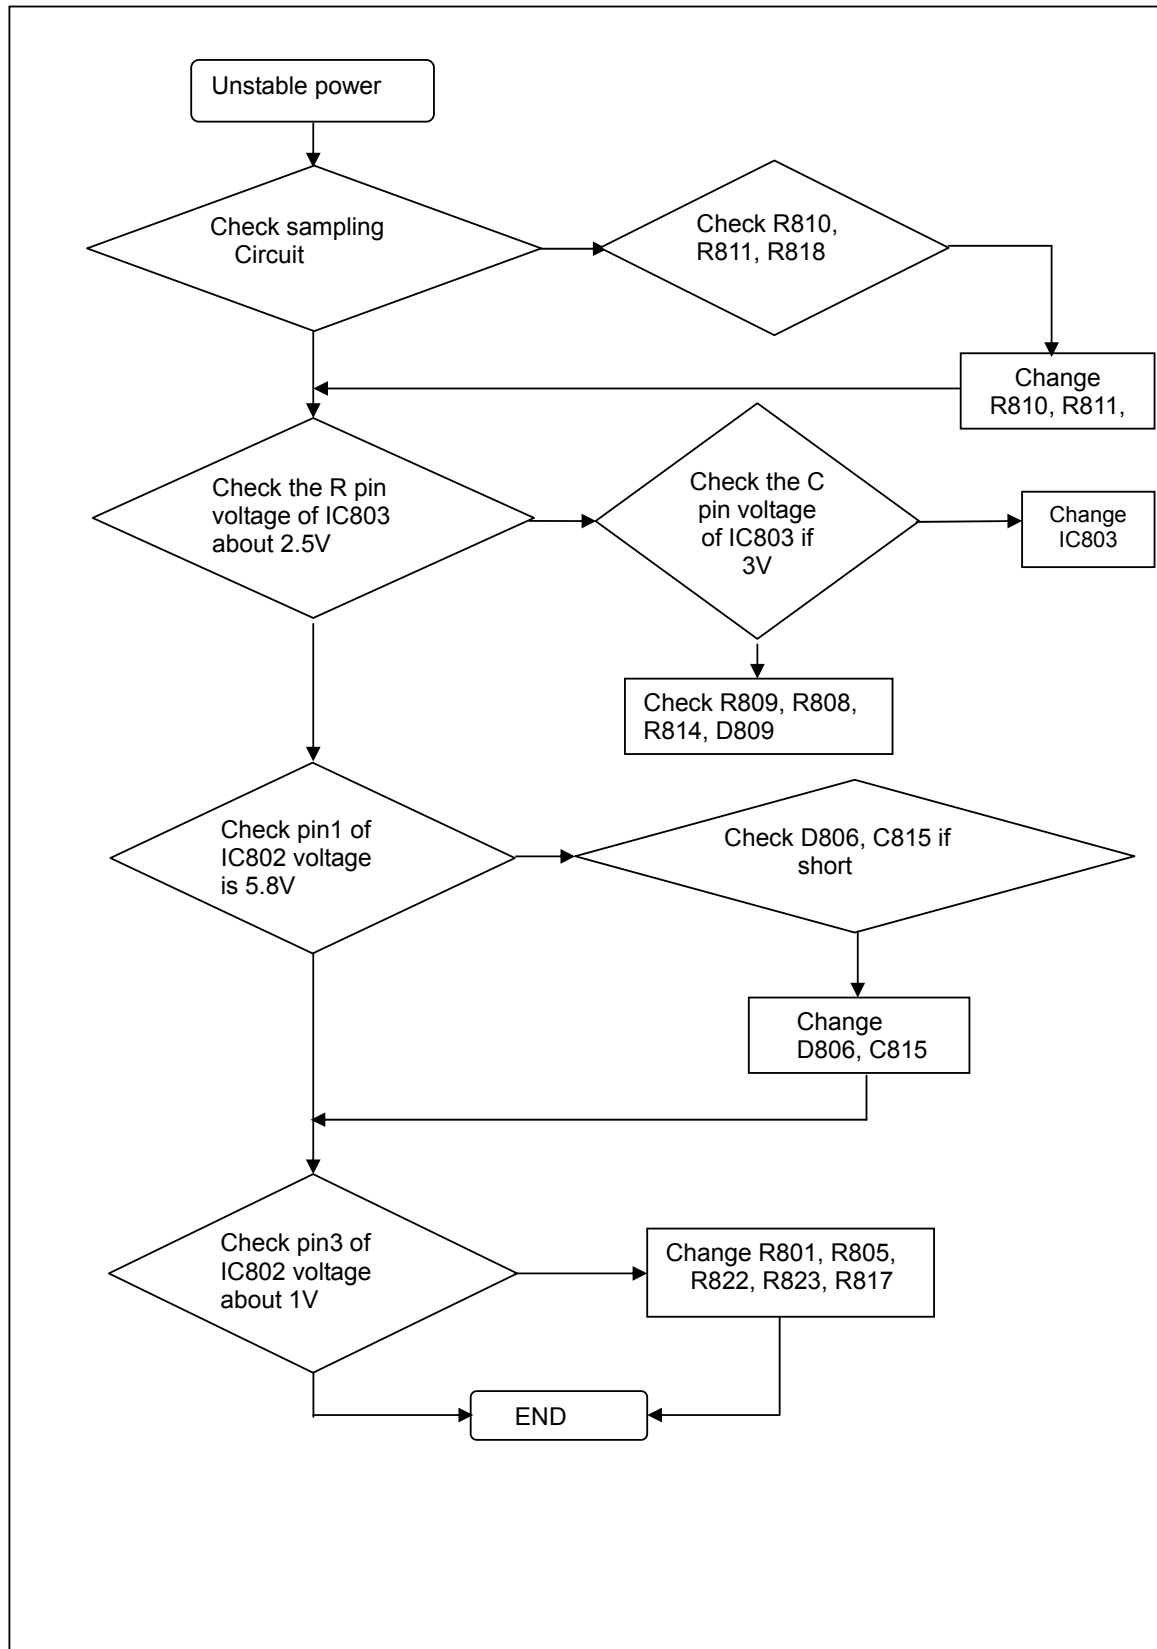 Unstable power
Check sampling
Circuit
Check R810,
R811, R818
Change
R810, R811,
Check the R pin
voltage of IC803
about 2.5V
Check the C
pin voltage
of IC803 if
3V
Change
IC803
Check R809, R808,
R814, D809
Check pin1 of
IC802 voltage
is 5.8V
Check D806, C815 if
short
Change
D806, C815
Check pin3 of
IC802 voltage
about 1V
Change R801, R805,
R822, R823, R817
END